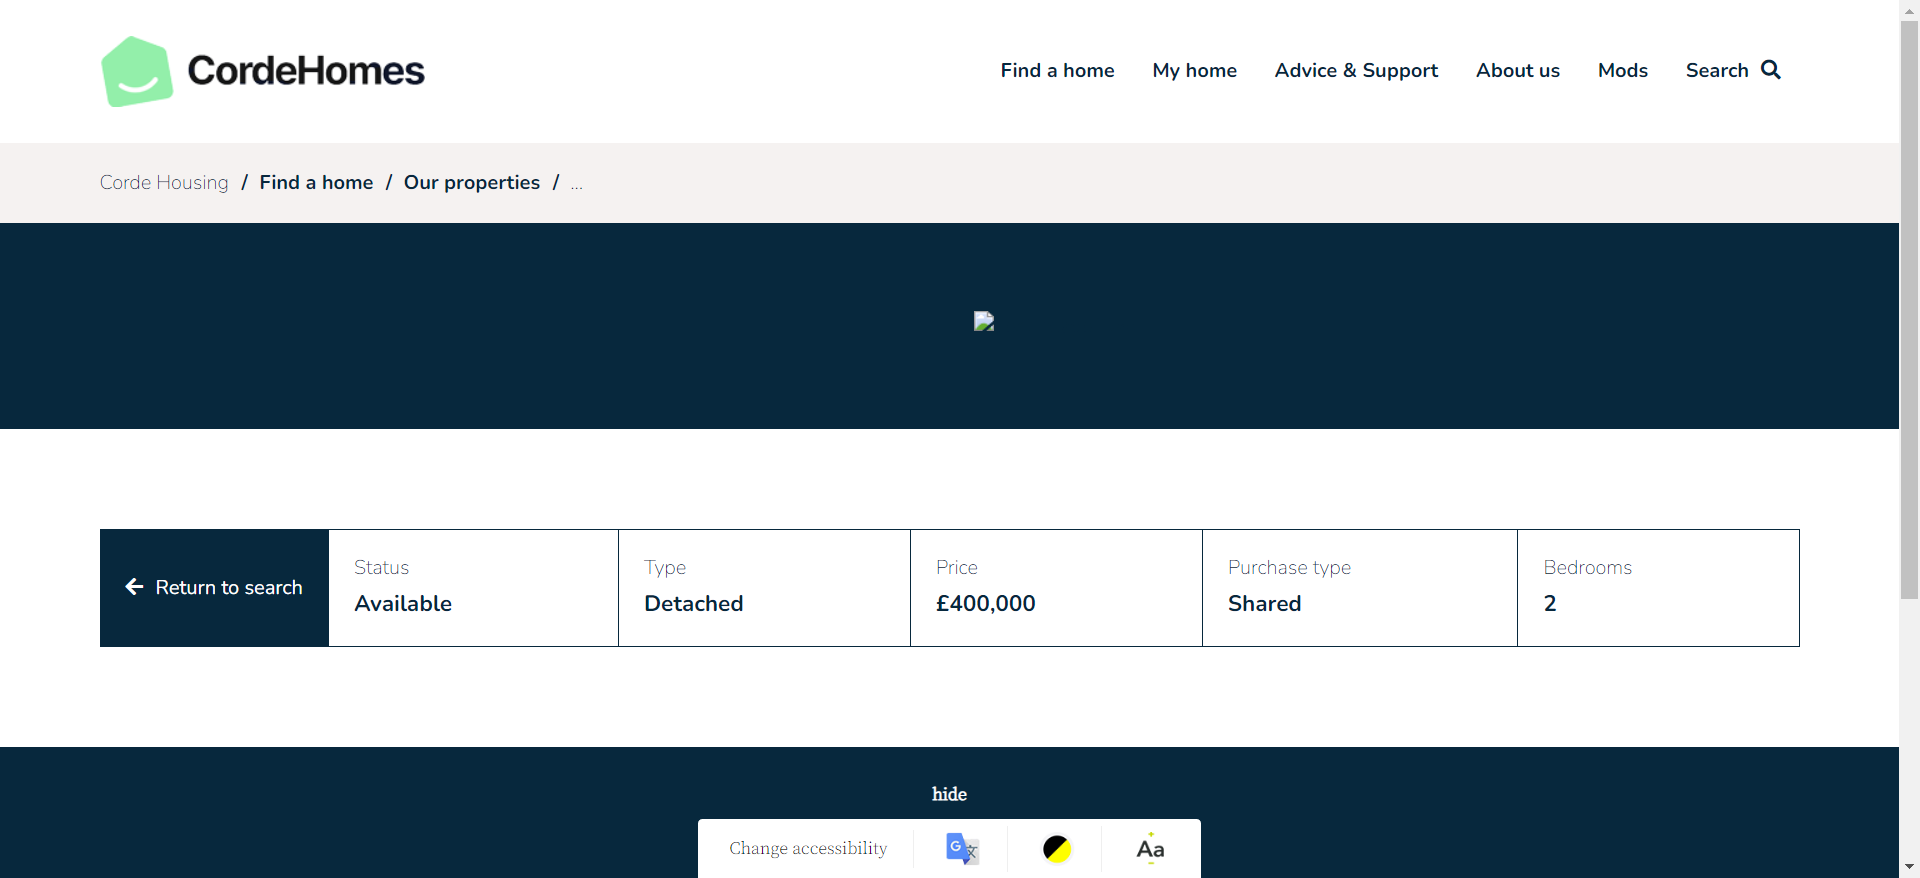 CordeHomes
Find a home My home Advice & Support About us Mods Search
Corde Housing / Find a home / Our properties / ...
Return to search
Status
Available
Type
Detached
Price
£400,000
Purchase type
Shared
Bedrooms
2
hide
Change accessibility
G 文
Aa